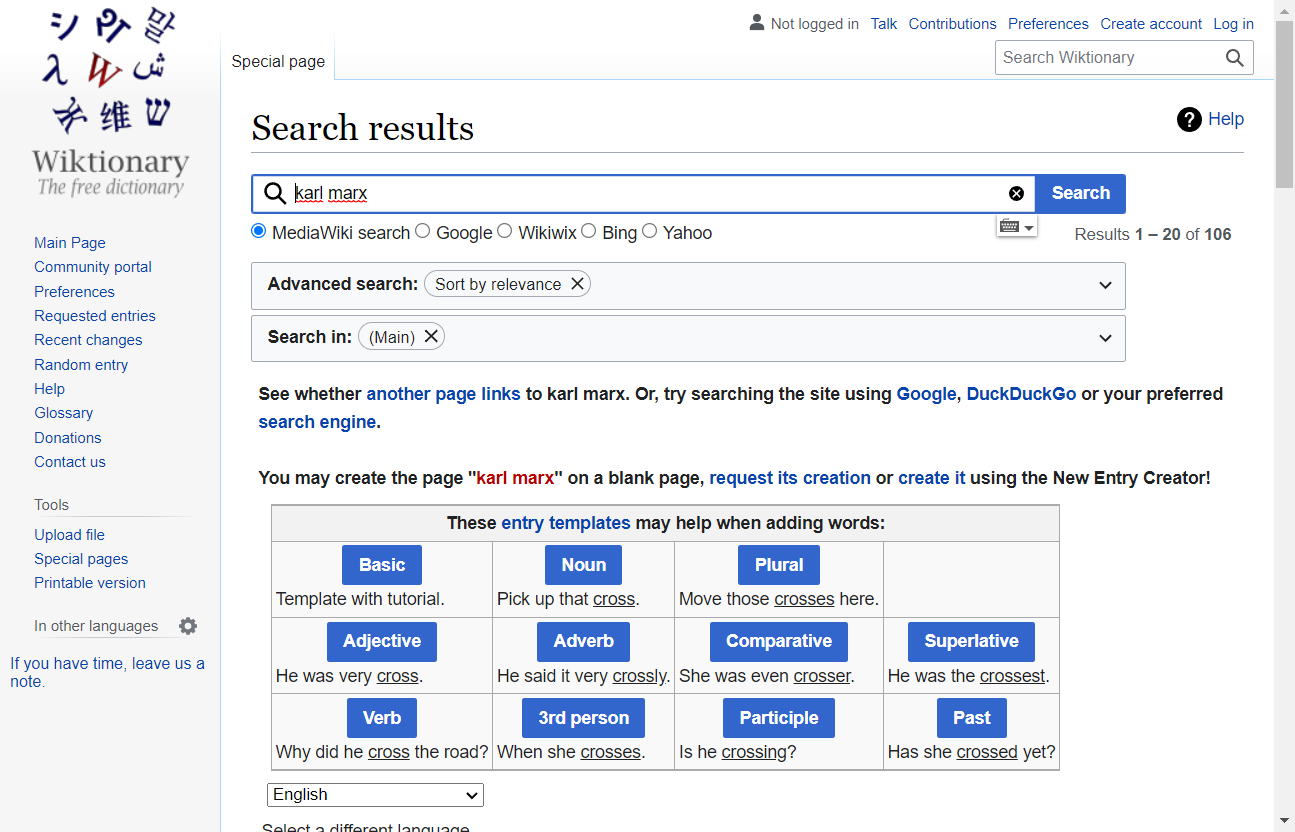 Not logged in Talk Contributions Preferences Create account Log in
Special page
Search Wiktionary
Wiktionary
The free dictionary
Main Page
Community portal
Preferences
Requested entries
Recent changes
Random entry
Help
Glossary
Donations
Contact us
Tools
Upload file
Special pages
Printable version
In other languages
If you have time, leave us a
note.
Search results
Help
karl marx
Search
MediaWiki search Google Wikiwix Bing Yahoo
Results 1 – 20 of 106
Advanced search: Sort by relevance
Search in: (Main)
See whether another page links to karl marx. Or, try searching the site using Google, DuckDuckGo or your preferred
search engine.
You may create the page "karl marx" on a blank page, request its creation or create it using the New Entry Creator!
These entry templates may help when adding words:
Basic Noun Plural
Template with tutorial. Pick up that cross. Move those crosses here.
Adjective Adverb Comparative Superlative
He was very cross. He said it very crossly. She was even crosser. He was the crossest.
Verb 3rd person Participle Past
Why did he cross the road? When she crosses. Is he crossing? Has she crossed yet?
English
Select a different language